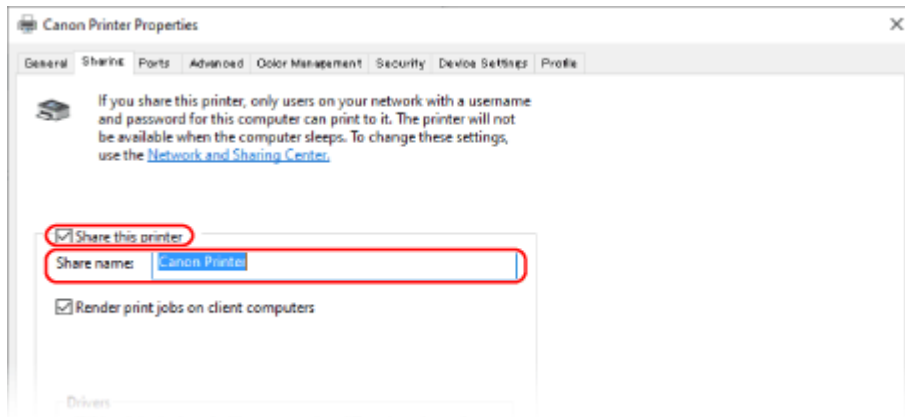 Canon Printer Properties
General Sharing Ports Advanced Color Management Security Device Settings Profile
If you share this printer, only users on your network with a username
and password for this computer can print to it. The printer will not
be available when the computer sleeps. To change these settings,
use the Network and Sharing Center.
Share this printer
Share name: Canon Printer
Render print jobs on client computers
Drivers